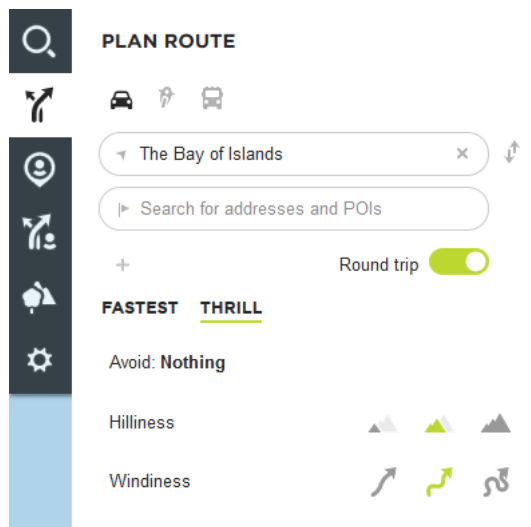 PLAN ROUTE
The Bay of Islands
Search for addresses and POIs
Round trip
FASTEST THRILL
Avoid: Nothing
Hilliness
Windiness